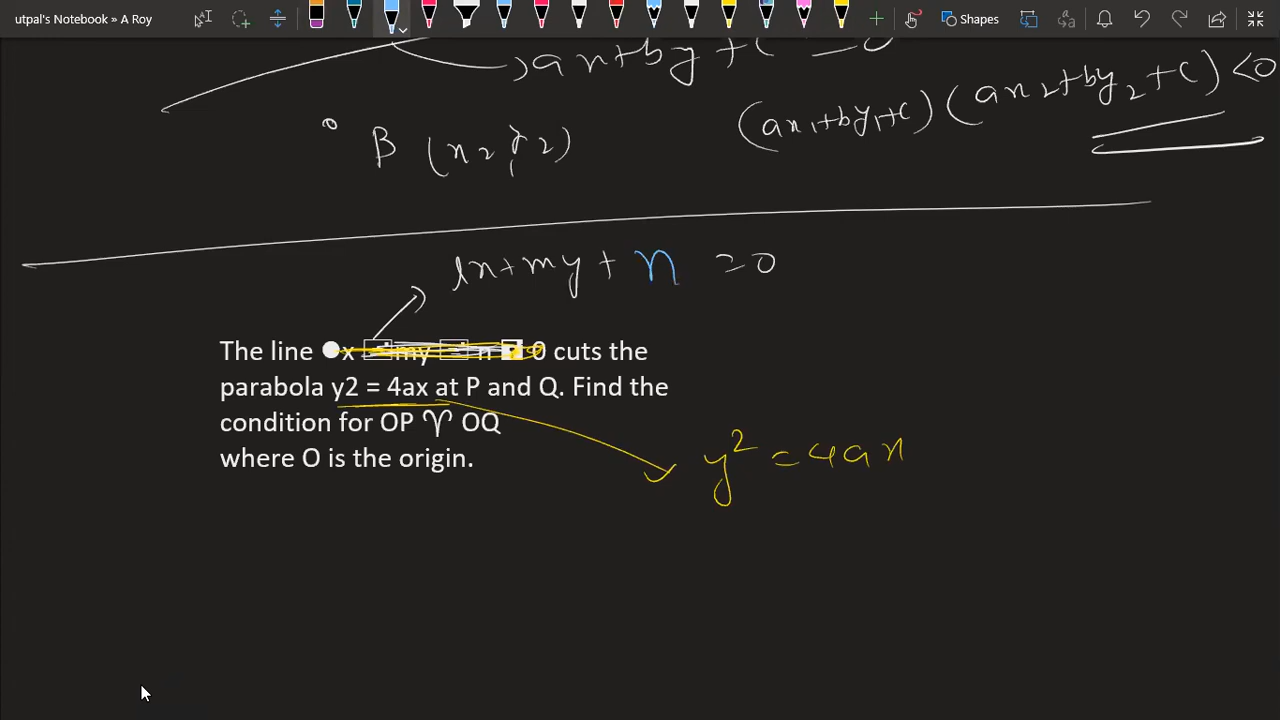 utpal's Notebook » A Roy
Shapes
ax+by+c =0
(ax1+by1+c) (ax2+by2+c) <0
B (x2, y2)
lx+my+ n =0
The line ●x my n 0 cuts the
parabola y2 = 4ax at P and Q. Find the
condition for OP ♈ OQ
where O is the origin.
y² = 4ax